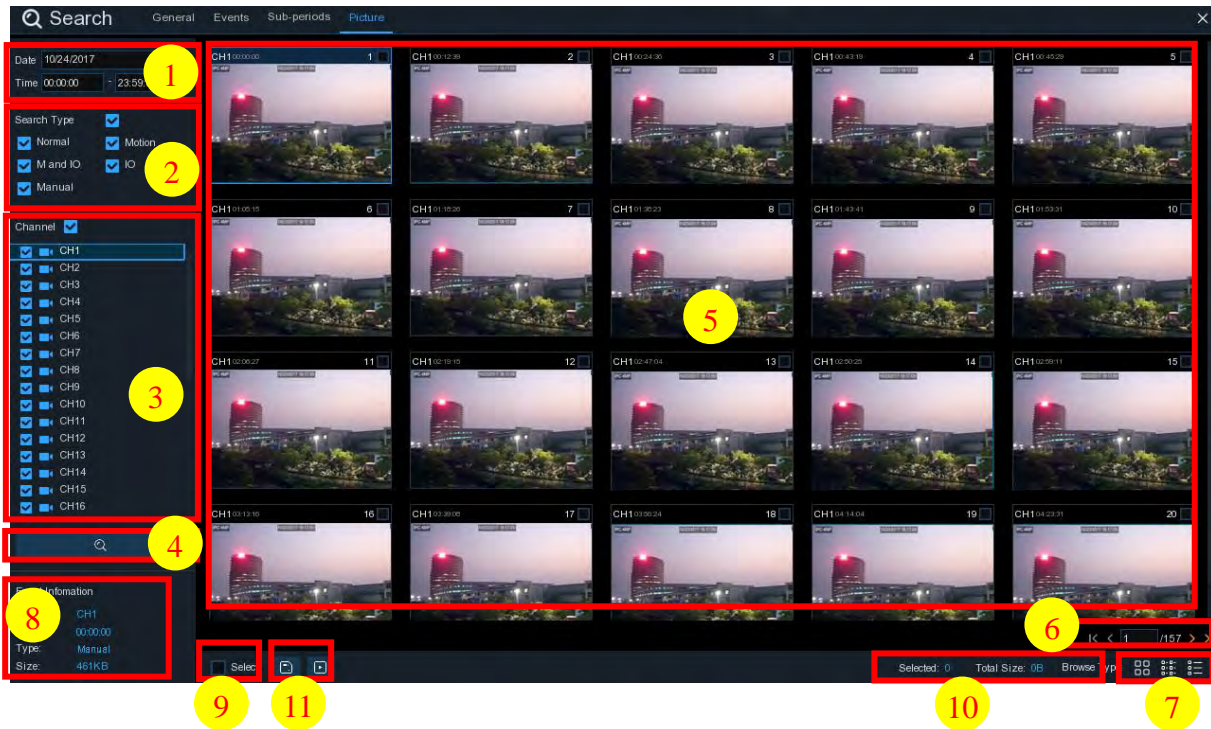 Search General Events Sub-periods Picture
Date 10/24/2017
Time 00:00:00 - 23:59:
1
Search Type
Normal Motion
M and IO IO
Manual
2
Channel
CH1
CH2
CH3
CH4
CH5
CH6
CH7
CH8
CH9
CH10
CH11
CH12
CH13
CH14
CH15
CH16
3
4
Infomation
CH1
00:00:00
Type: Manual
Size: 461KB
8
CH1 00:00:00 1 CH1 00:12:39 2 CH1 00:24:36 3 CH1 00:43:19 4 CH1 00:45:29 5
CH1 01:05:15 6 CH1 01:18:26 7 CH1 01:36:23 8 CH1 01:43:41 9 CH1 01:53:31 10
5
CH1 02:06:27 11 CH1 02:19:15 12 CH1 02:47:04 13 CH1 02:50:25 14 CH1 02:59:11 15
CH1 03:13:16 16 CH1 03:39:08 17 CH1 03:56:24 18 CH1 04:14:04 19 CH1 04:23:31 20
6
1 /157
Selec
Selected: 0 Total Size: 0B Browse Typ
9
11
10
7